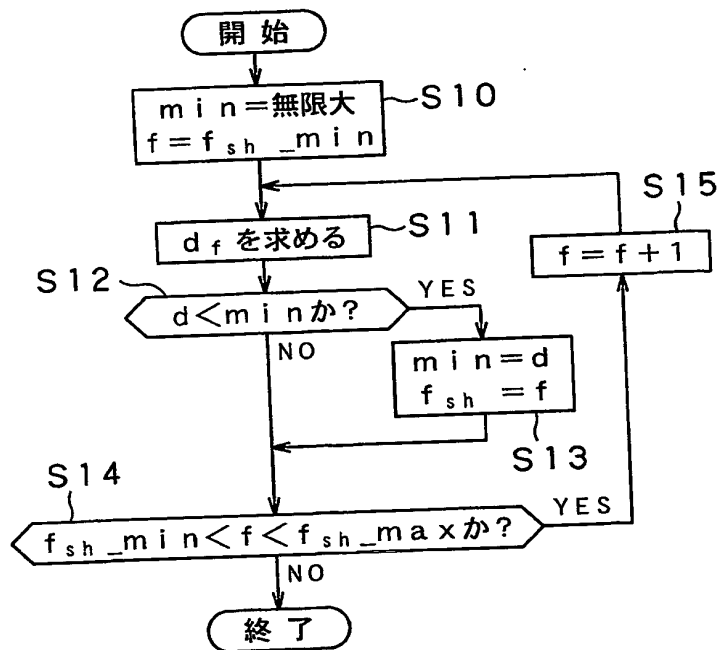 開始
min=無限大
f=fsh_min
S10
S15
dfを求める
S11
f=f+1
S12
d<minか?
YES
NO
min=d
fsh=f
S13
S14
fsh_min<f<fsh_maxか?
YES
NO
終了